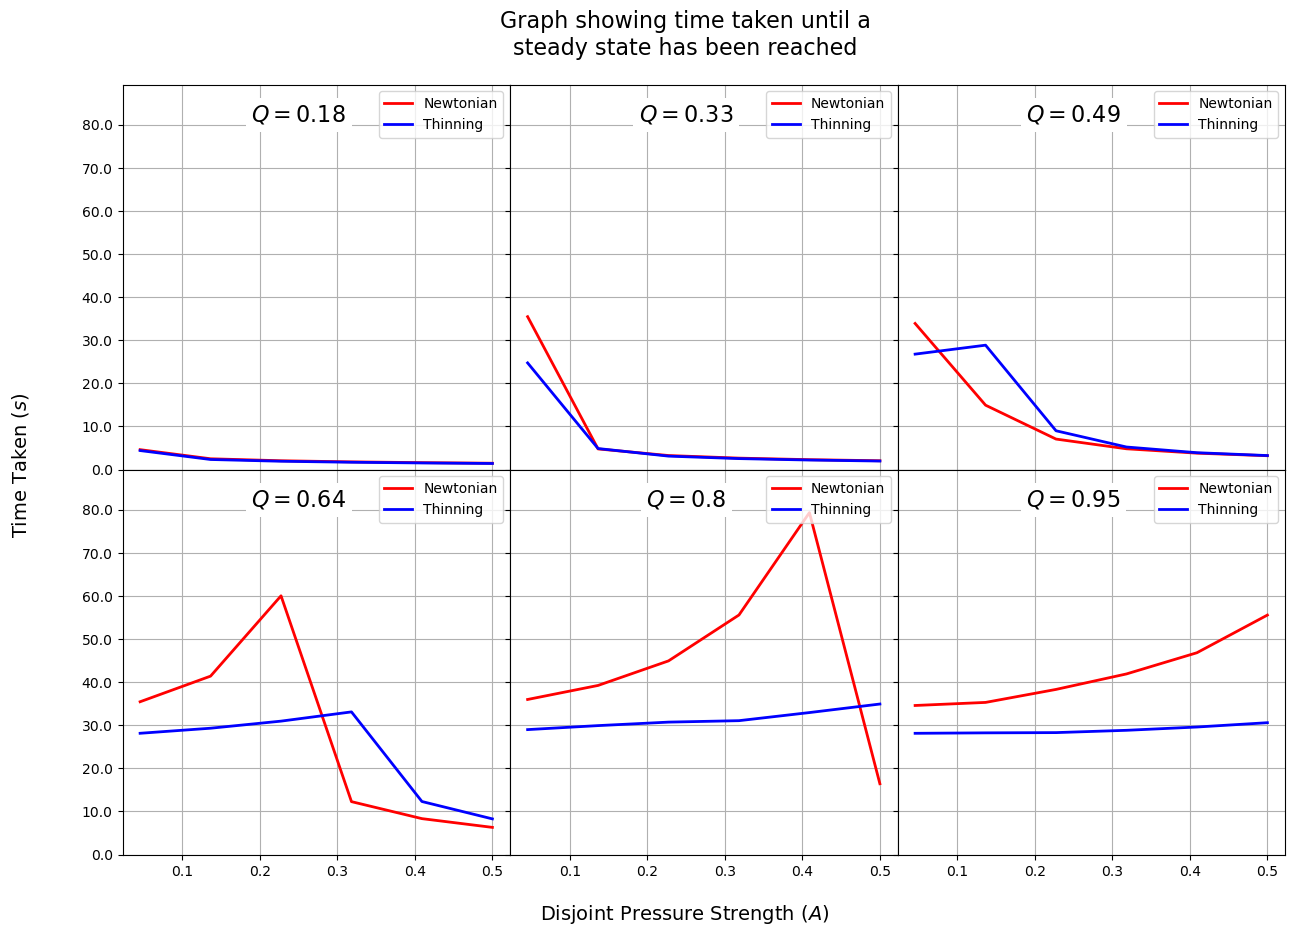 Graph showing time taken until a
steady state has been reached
Q = 0.18
Newtonian
Thinning
Q = 0.33
Newtonian
Thinning
Q = 0.49
Newtonian
Thinning
80.0
70.0
60.0
50.0
40.0
30.0
20.0
10.0
0.0
Time Taken (s)
Q = 0.64
Newtonian
Thinning
Q = 0.8
Newtonian
Thinning
Q = 0.95
Newtonian
Thinning
80.0
70.0
60.0
50.0
40.0
30.0
20.0
10.0
0.0
0.1 0.2 0.3 0.4 0.5 0.1 0.2 0.3 0.4 0.5 0.1 0.2 0.3 0.4 0.5
Disjoint Pressure Strength (A)